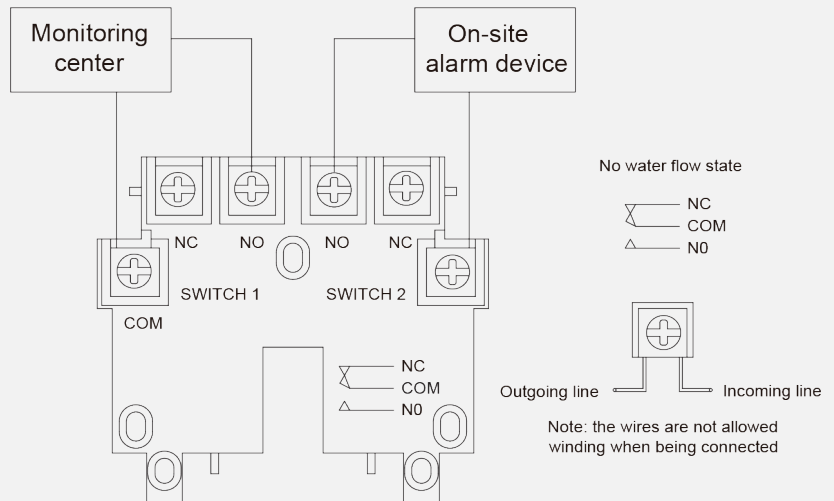 Monitoring
center
On-site
alarm device
No water flow state
NC
COM
N0
NC
NO
NO
NC
SWITCH 1
SWITCH 2
COM
NC
COM
N0
Outgoing line
Incoming line
Note: the wires are not allowed
winding when being connected